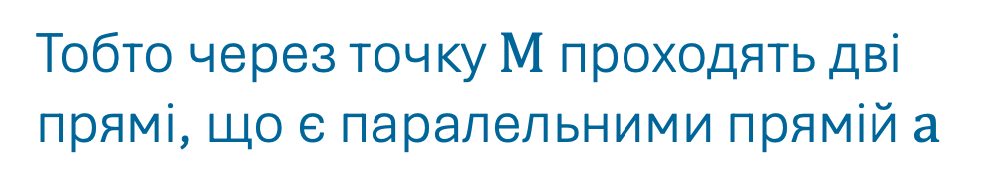 Тобто через точку M проходять дві
прямі, що є паралельними прямій a